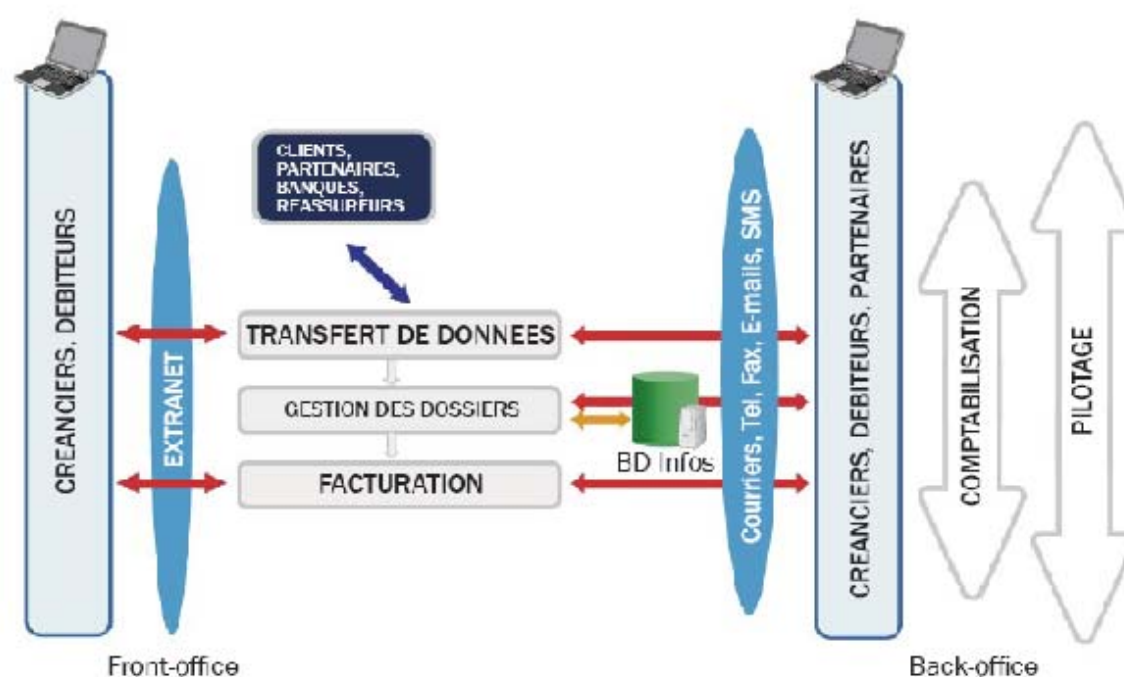 CREANCIERS, DEBITEURS
EXTRANET
CLIENTS,
PARTENAIRES,
BANQUES,
REASSUREURS
TRANSFERT DE DONNEES
GESTION DES DOSSIERS
FACTURATION
BD Infos
Courriers, Tel, Fax, E-mails, SMS
CREANCIERS, DEBITEURS, PARTENAIRES
COMPTABILISATION
PILOTAGE
Front-office
Back-office